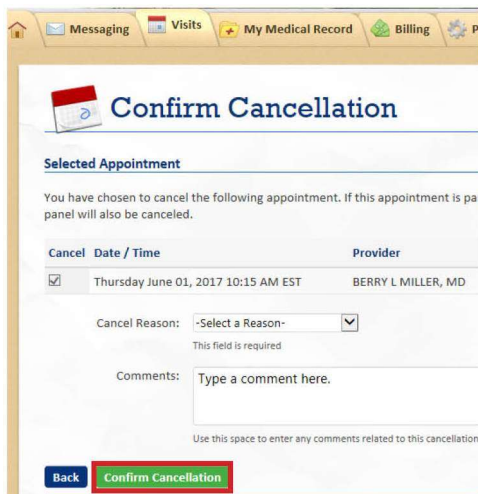 Messaging Visits My Medical Record Billing P
Confirm Cancellation
Selected Appointment
You have chosen to cancel the following appointment. If this appointment is pa
panel will also be canceled.
Cancel Date / Time Provider
Thursday June 01, 2017 10:15 AM EST BERRY L MILLER, MD
Cancel Reason: -Select a Reason-
This field is required
Comments: Type a comment here.
Use this space to enter any comments related to this cancellation
Back Confirm Cancellation